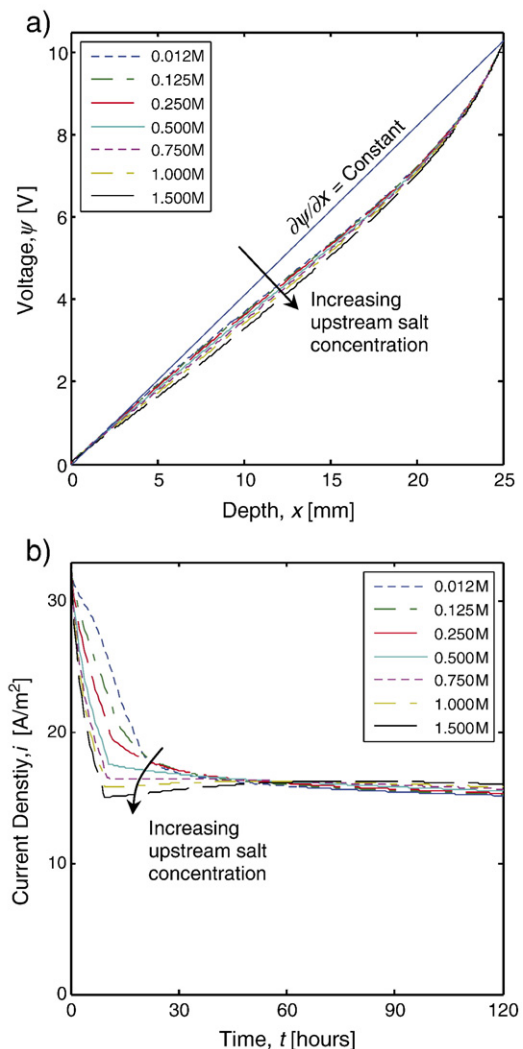 a)
10
8
6
4
2
0
Voltage,ψ [V]
0.012M
0.125M
0.250M
0.500M
0.750M
1.000M
1.500M
∂ψ/∂x = Constant
Increasing
upstream salt
concentration
0 5 10 15 20 25
Depth, x [mm]
b)
30
20
10
0
Current Denstiy,i [A/m²]
0.012M
0.125M
0.250M
0.500M
0.750M
1.000M
1.500M
Increasing
upstream salt
concentration
0 30 60 90 120
Time, t [hours]